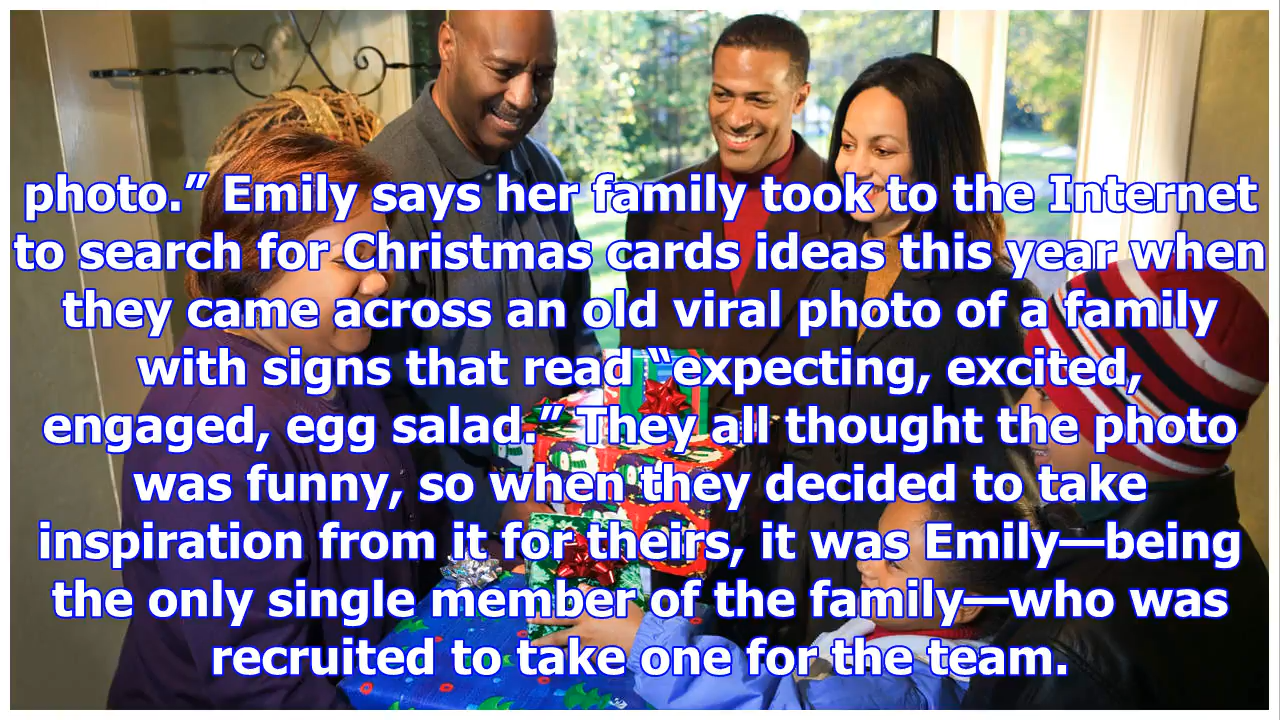 photo.” Emily says her family took to the Internet
to search for Christmas cards ideas this year when
they came across an old viral photo of a family
with signs that read “expecting, excited,
engaged, egg salad.” They all thought the photo
was funny, so when they decided to take
inspiration from it for theirs, it was Emily—being
the only single member of the family—who was
recruited to take one for the team.